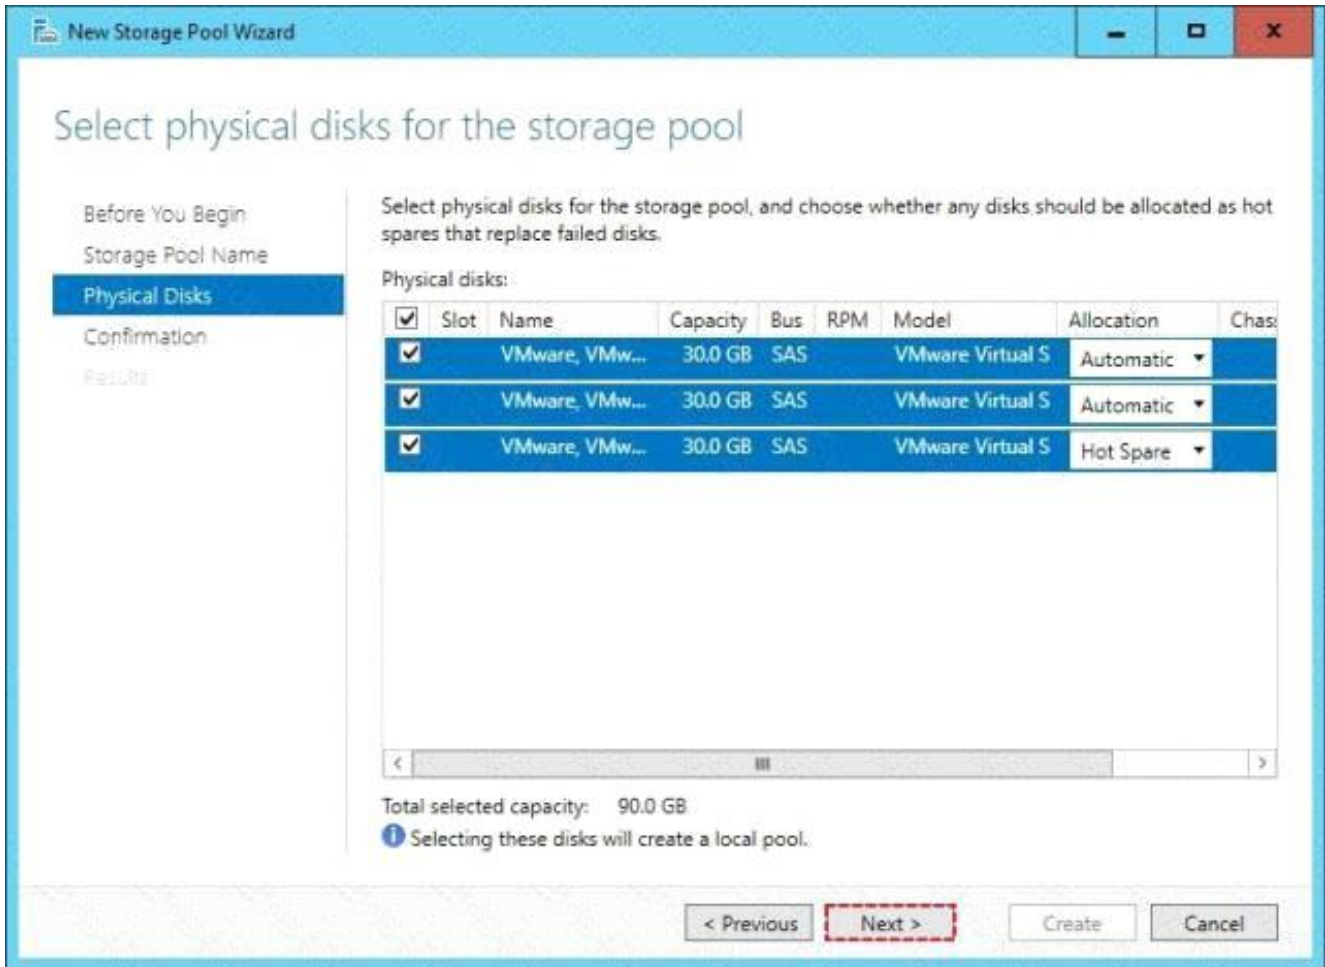 New Storage Pool Wizard
Select physical disks for the storage pool
Before You Begin
Storage Pool Name
Physical Disks
Confirmation
Results
Select physical disks for the storage pool, and choose whether any disks should be allocated as hot
spares that replace failed disks.
Physical disks:
Slot Name Capacity Bus RPM Model Allocation Chas
VMware, VMw... 30.0 GB SAS VMware Virtual S Automatic
VMware, VMw... 30.0 GB SAS VMware Virtual S Automatic
VMware, VMw... 30.0 GB SAS VMware Virtual S Hot Spare
Total selected capacity: 90.0 GB
Selecting these disks will create a local pool.
< Previous Next > Create Cancel